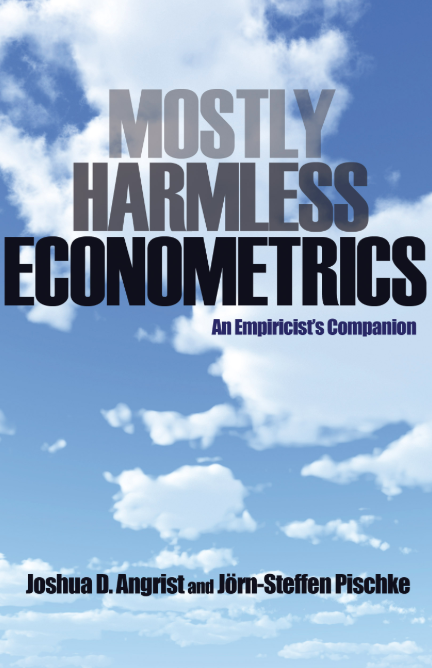 MOSTLY
HARMLESS
ECONOMETRICS
An Empiricist's Companion
Joshua D. Angrist and Jörn-Steffen Pischke